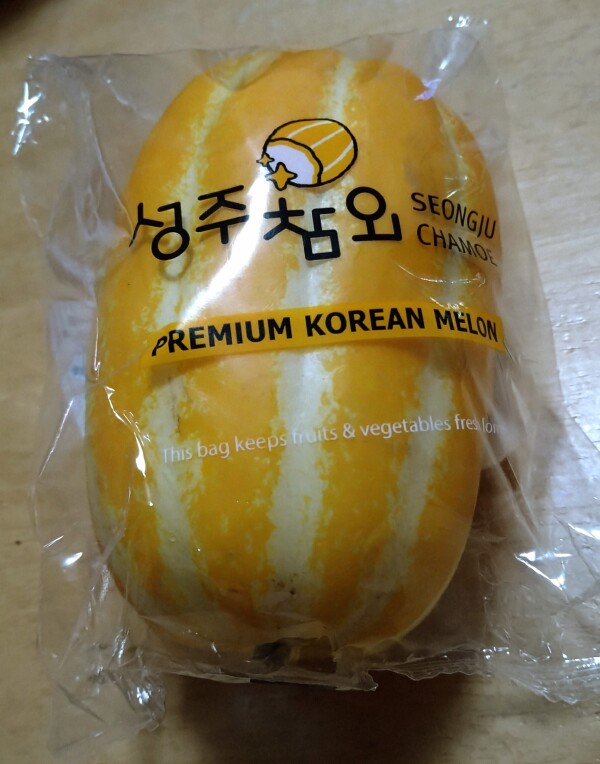 성주참외
SEONGJU
CHAMOE
PREMIUM KOREAN MELON
This bag keeps fruits & vegetables fresh